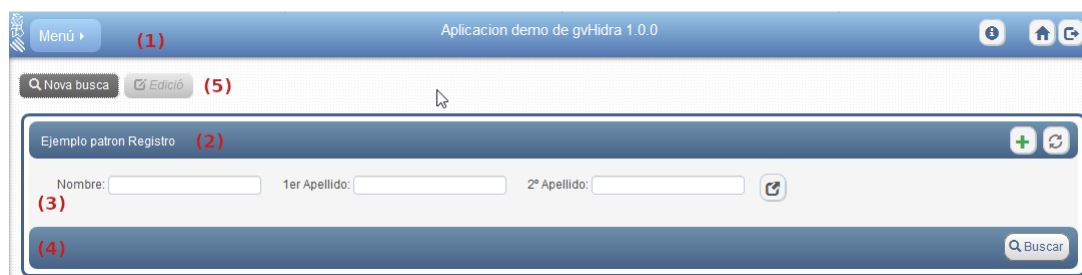 Menú (1) Aplicacion demo de gvHidra 1.0.0
Nova busca Edició (5)
Ejemplo patron Registro (2)
Nombre: 1er Apellido: 2º Apellido:
(3)
(4) Buscar